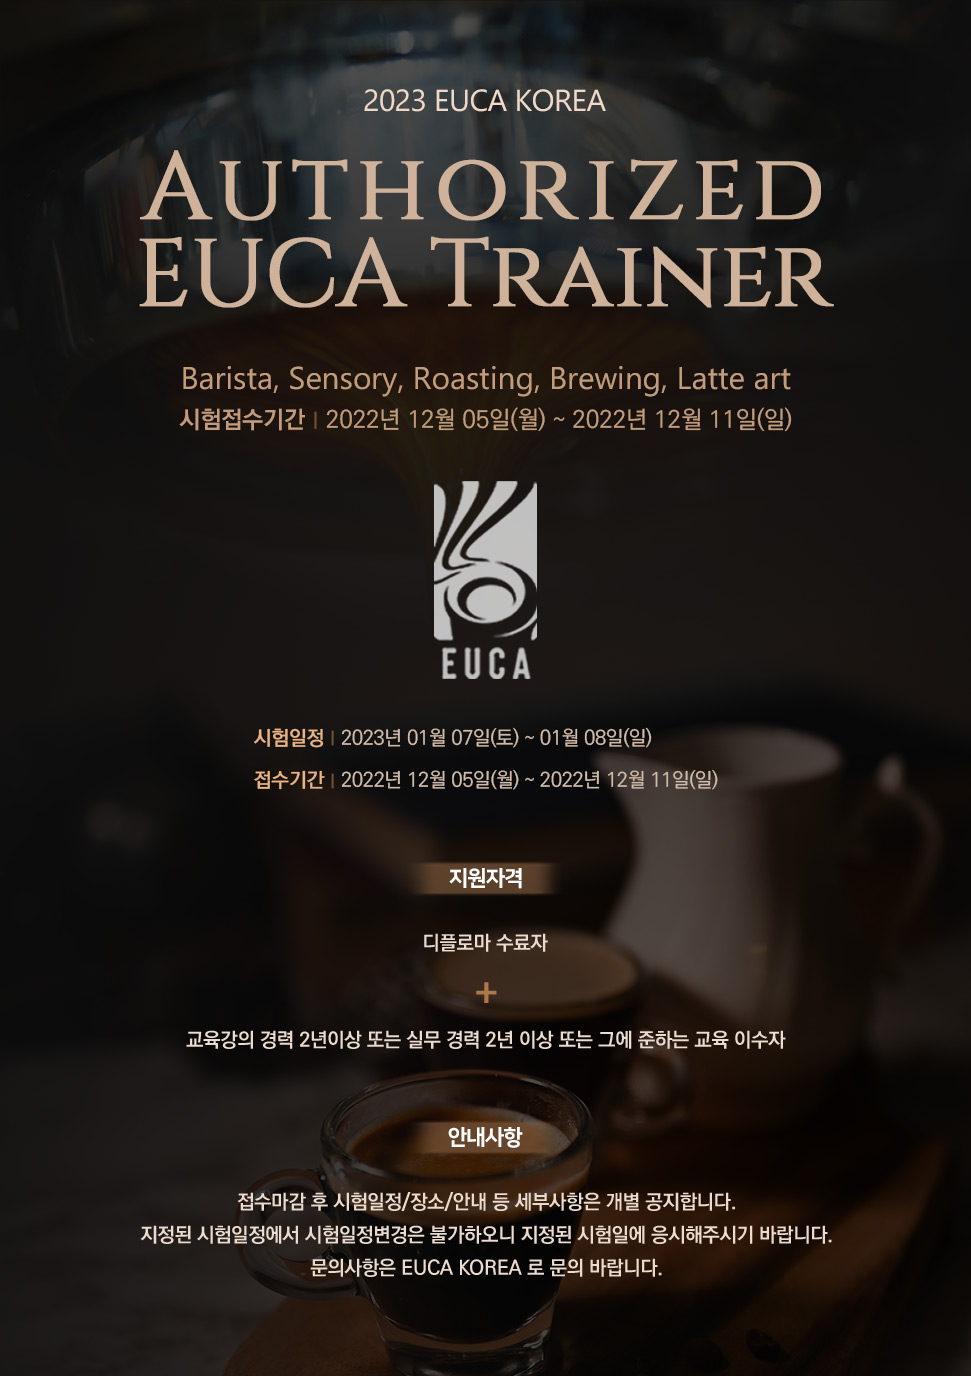 2023 EUCA KOREA
AUTHORIZED
EUCA TRAINER
Barista, Sensory, Roasting, Brewing, Latte art
시험접수기간 | 2022년 12월 05일(월) ~ 2022년 12월 11일(일)
EUCA
시험일정 | 2023년 01월 07일(토) ~ 01월 08일(일)
접수기간 | 2022년 12월 05일(월) ~ 2022년 12월 11일(일)
지원자격
디플로마 수료자
+
교육강의 경력 2년이상 또는 실무 경력 2년 이상 또는 그에 준하는 교육 이수자
안내사항
접수마감 후 시험일정/장소/안내 등 세부사항은 개별 공지합니다.
지정된 시험일정에서 시험일정변경은 불가하오니 지정된 시험일에 응시해주시기 바랍니다.
문의사항은 EUCA KOREA 로 문의 바랍니다.